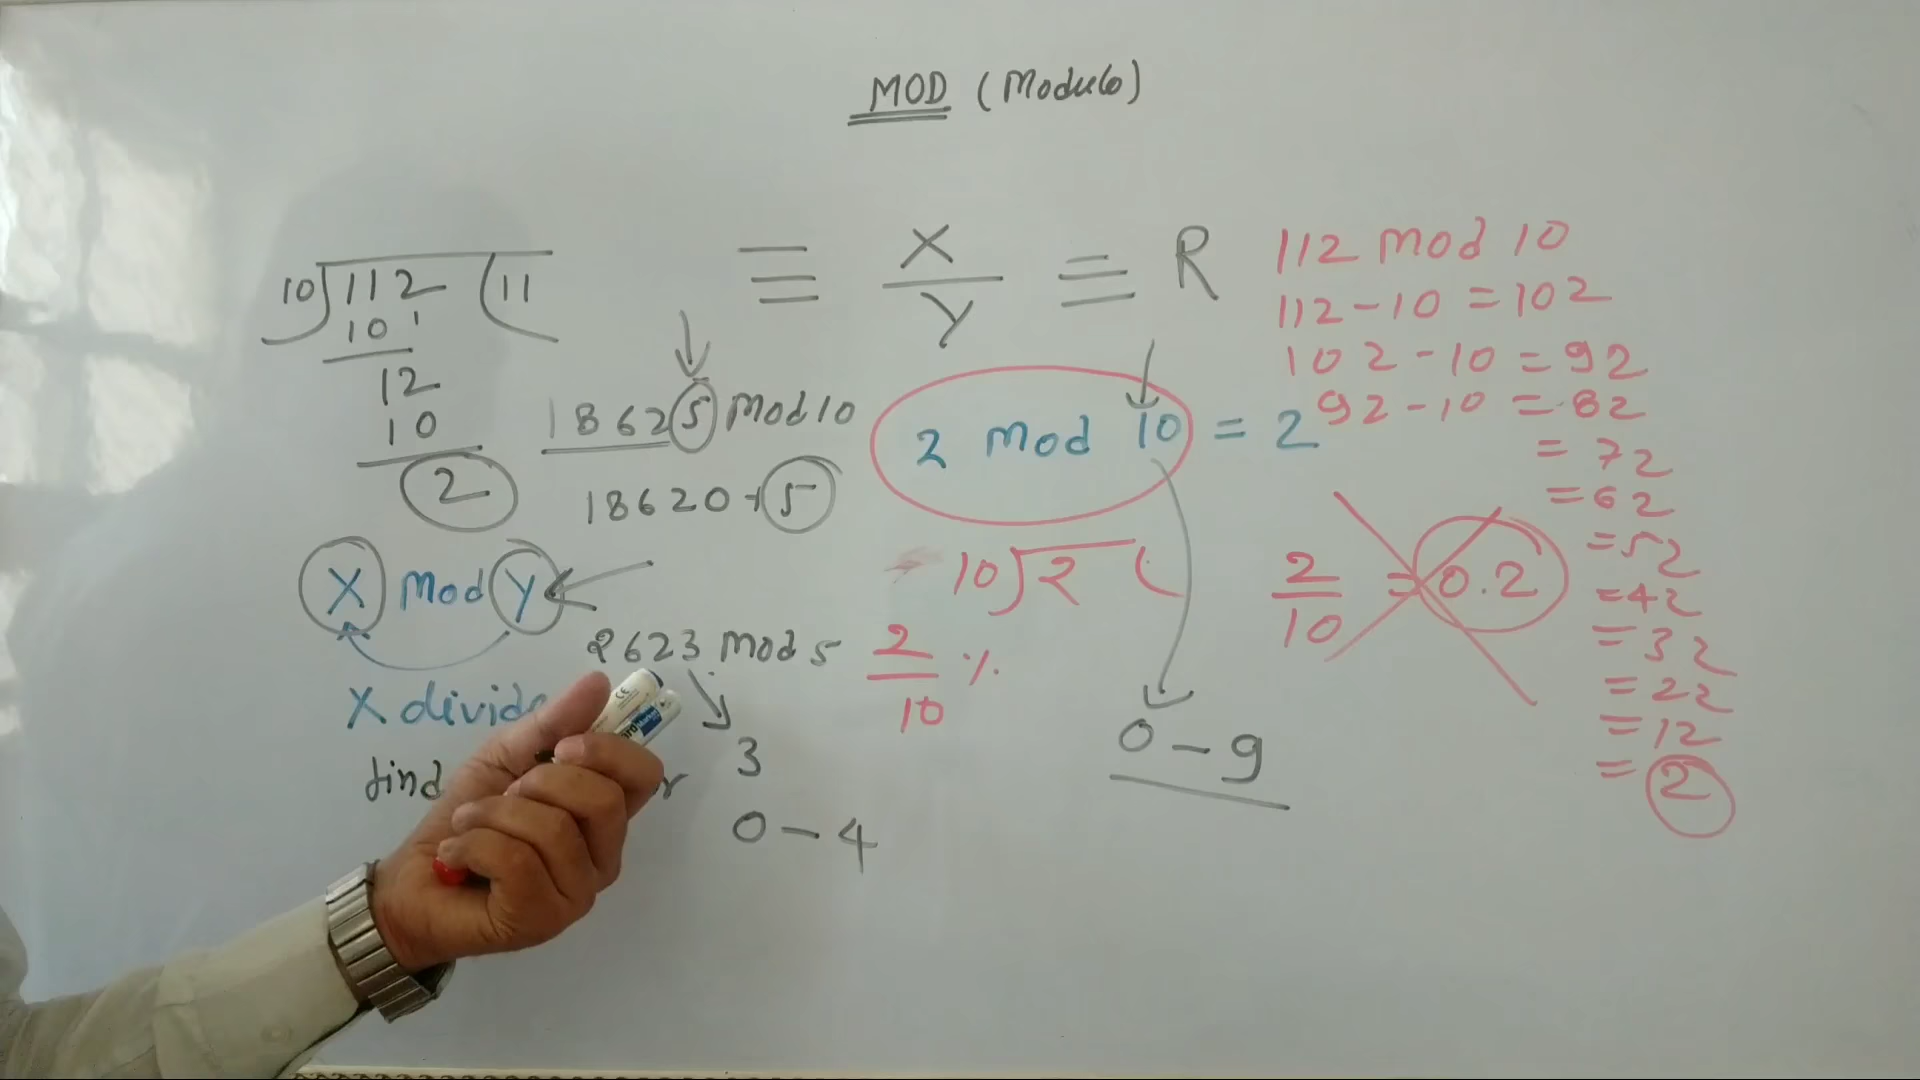 MOD (Modulo)
10 ) 112 ( 11
10
12
10
2
≡ X / Y ≡ R
18625 Mod 10
18620 + 5
2 Mod 10 = 2
10 ) 2 (
2 / 10 %
0 - 9
2 / 10 = 0.2
X Mod Y
X divid
find
2623 Mod 5
3
0 - 4
112 Mod 10
112 - 10 = 102
102 - 10 = 92
92 - 10 = 82
= 72
= 62
= 52
= 42
= 32
= 22
= 12
= 2